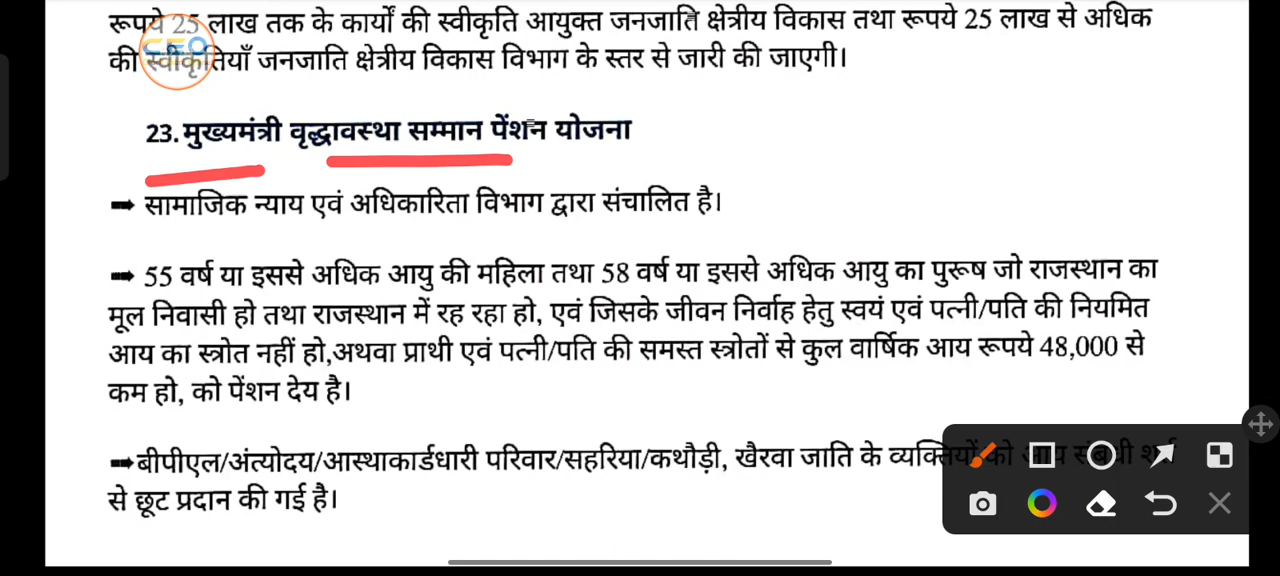 रूपये 25 लाख तक के कार्यो की स्वीकृति आयुक्त जनजाति क्षेत्रीय विकास तथा रूपये 25 लाख से अधिक
की स्वीकृतियाँ जनजाति क्षेत्रीय विकास विभाग के स्तर से जारी की जाएगी।
23. मुख्यमंत्री वृद्धावस्था सम्मान पेंशन योजना
➡ सामाजिक न्याय एवं अधिकारिता विभाग द्वारा संचालित है।
➡ 55 वर्ष या इससे अधिक आयु की महिला तथा 58 वर्ष या इससे अधिक आयु का पुरूष जो राजस्थान का
मूल निवासी हो तथा राजस्थान में रह रहा हो, एवं जिसके जीवन निर्वाह हेतु स्वयं एवं पत्नी/पति की नियमित
आय का स्त्रोत नहीं हो,अथवा प्राथी एवं पत्नी/पति की समस्त स्त्रोतों से कुल वार्षिक आय रूपये 48,000 से
कम हो, को पेंशन देय है।
➡बीपीएल/अंत्योदय/आस्थाकार्डधारी परिवार/सहरिया/कथौड़ी, खैरवा जाति के व्यक्तियों को आय संबंधी शर्त
से छूट प्रदान की गई है।